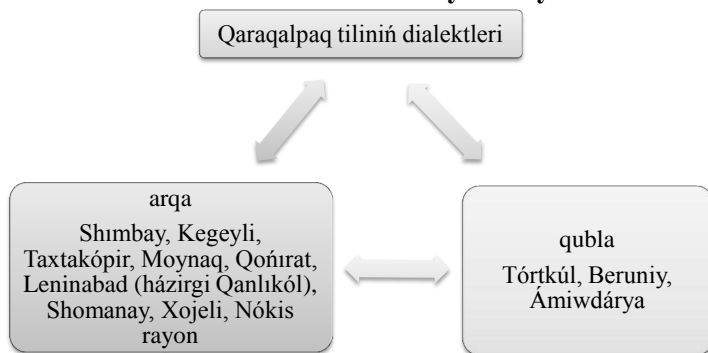 Qaraqalpaq tiliniń dialektleri
arqa
Shımbay, Kegeyli,
Taxtakópir, Moynaq, Qońırat,
Leninabad (házirgi Qanlıkól),
Shomanay, Xojeli, Nókis
rayon
qubla
Tórtkúl, Beruniy,
Ámiwdárya,